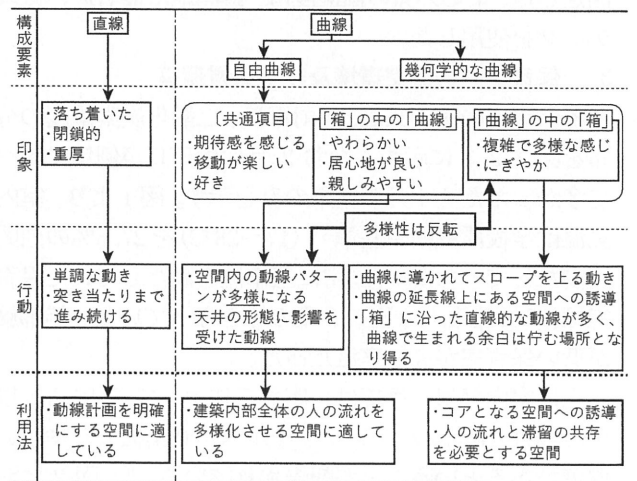 構成要素
直線
曲線
自由曲線
幾何学的な曲線
印象
・落ち着いた
・閉鎖的
・重厚
〔共通項目〕
・期待感を感じる
・移動が楽しい
・好き
「箱」の中の「曲線」
・やわらかい
・居心地が良い
・親しみやすい
「曲線」の中の「箱」
・複雑で多様な感じ
・にぎやか
多様性は反転
行動
・単調な動き
・突き当たりまで
進み続ける
・空間内の動線パター
ンが多様になる
・天井の形態に影響を
受けた動線
・曲線に導かれてスロープを上る動き
・曲線の延長線上にある空間への誘導
・「箱」に沿った直線的な動線が多く、
曲線で生まれる余白は佇む場所とな
り得る
利用法
・動線計画を明確
にする空間に適
している
・建築内部全体の人の流れを
多様化させる空間に適して
いる
・コアとなる空間への誘導
・人の流れと滞留の共存
を必要とする空間